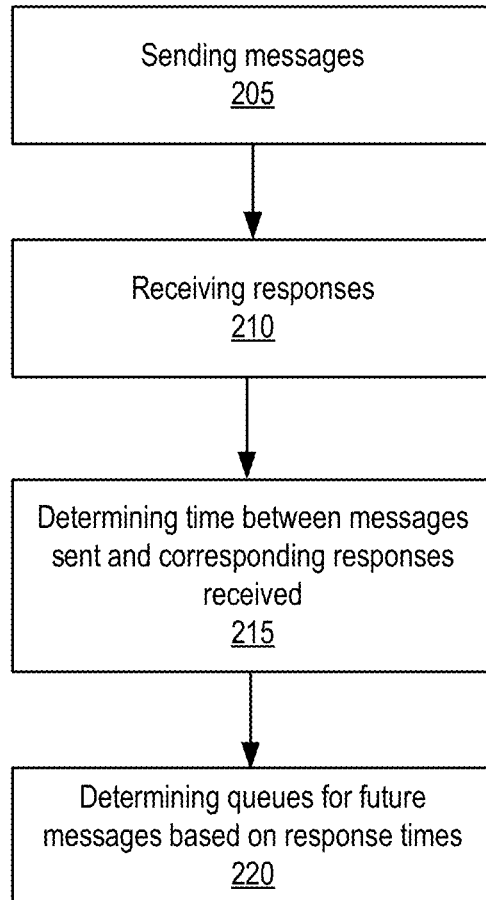 Sending messages
205
Receiving responses
210
Determining time between messages
sent and corresponding responses
received
215
Determining queues for future
messages based on response times
220